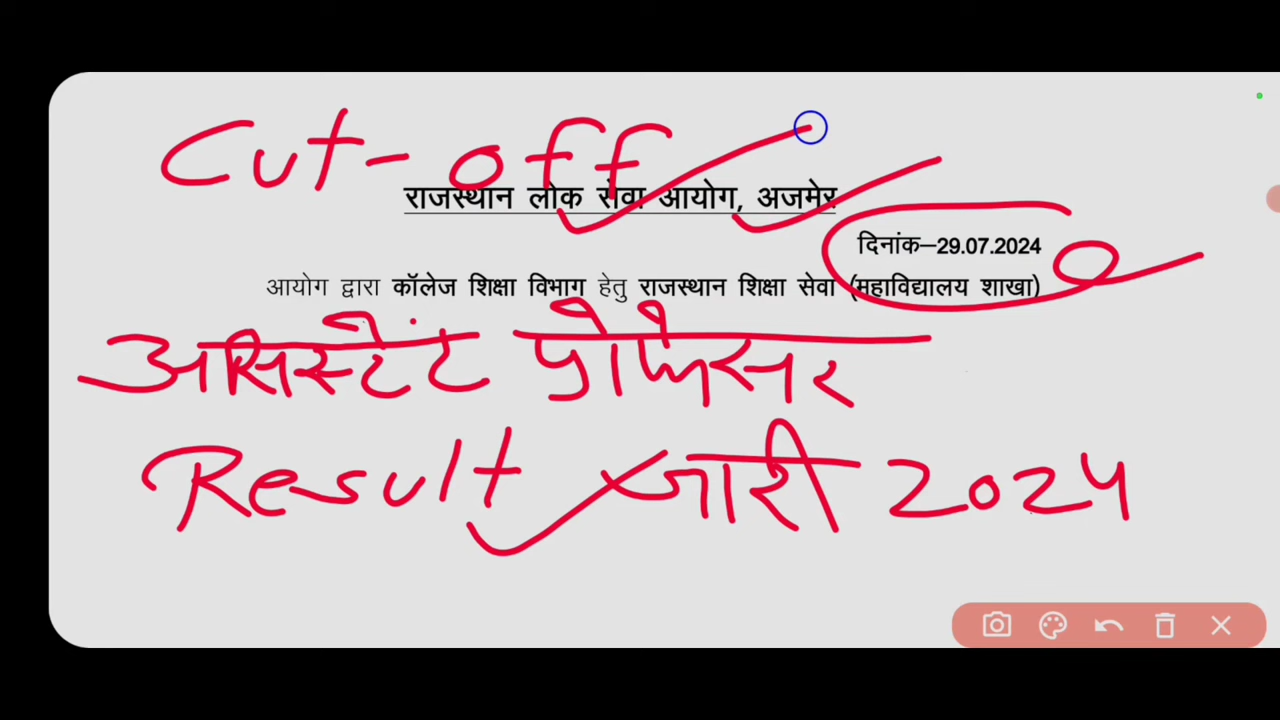 Cut-off
राजस्थान लोक सेवा आयोग, अजमेर
दिनांक–29.07.2024
आयोग द्वारा कॉलेज शिक्षा विभाग हेतु राजस्थान शिक्षा सेवा (महाविद्यालय शाखा)
असिस्टेंट प्रोफेसर
Result जारी 2024